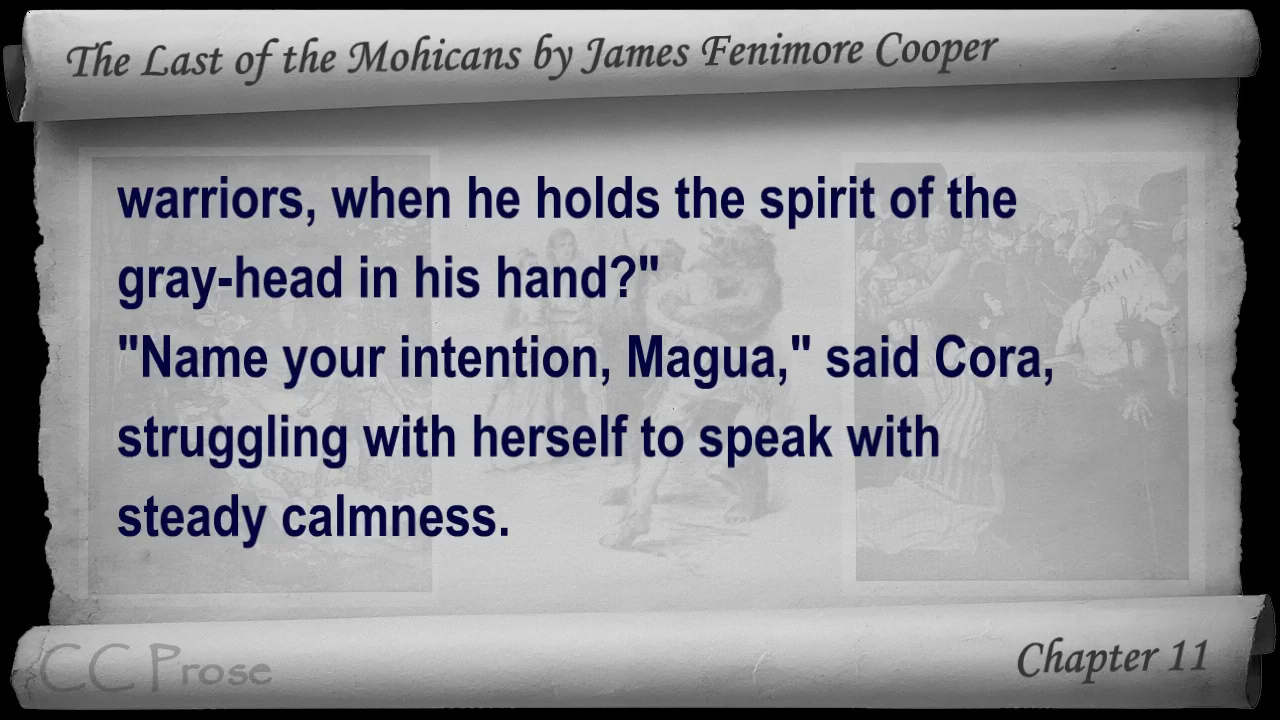 The Last of the Mohicans by James Fenimore Cooper
warriors, when he holds the spirit of the
gray-head in his hand?"
"Name your intention, Magua," said Cora,
struggling with herself to speak with
steady calmness.
CC Prose
Chapter 11